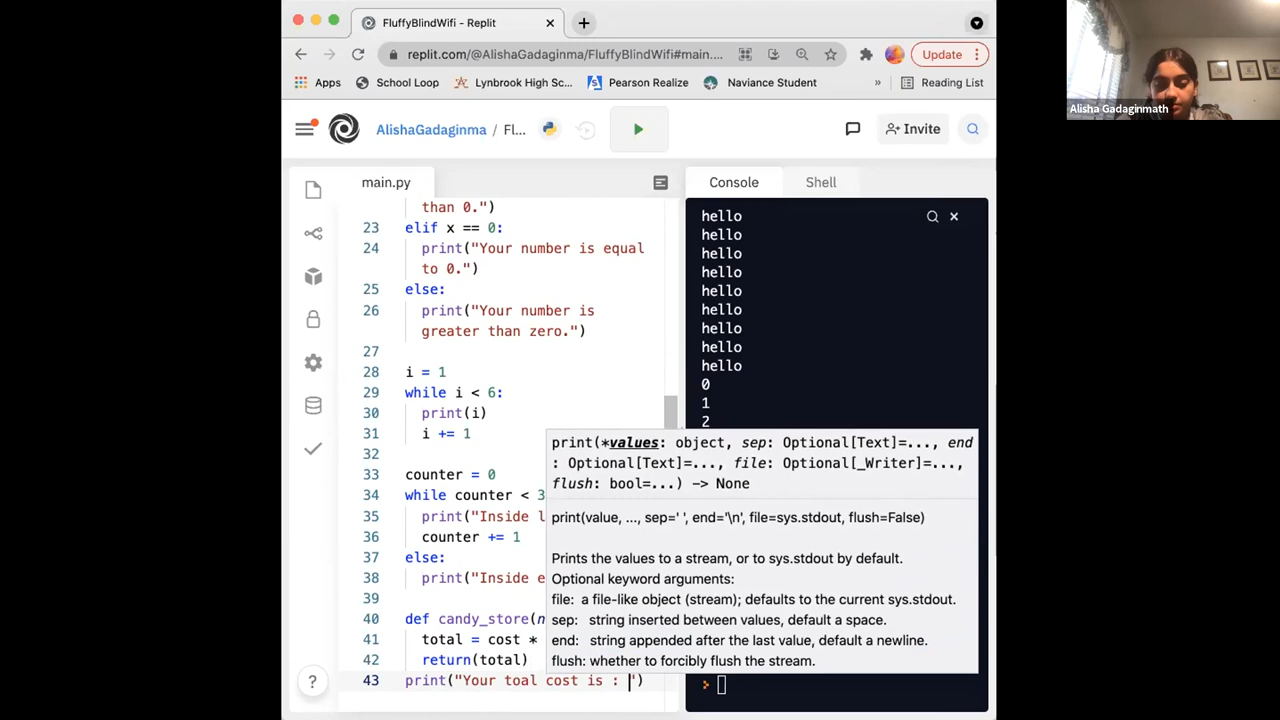 FluffyBlindWifi - Replit
replit.com/@AlishaGadaginma/FluffyBlindWifi#main....
Update
Apps
School Loop
Lynbrook High Sc...
Pearson Realize
Naviance Student
»
Reading List
Alisha Gadaginmath
AlishaGadaginma / Fl...
Invite
main.py
Console
Shell
than 0.")
23 elif x == 0:
24 print("Your number is equal
to 0.")
25 else:
26 print("Your number is
greater than zero.")
27
28 i = 1
29 while i < 6:
30 print(i)
31 i += 1
32
33 counter = 0
34 while counter < 3
35 print("Inside l
36 counter += 1
37 else:
38 print("Inside e
39
40 def candy_store(n
41 total = cost *
42 return(total)
43 print("Your toal cost is : ")
hello
hello
hello
hello
hello
hello
hello
hello
hello
0
1
2
print(*values: object, sep: Optional[Text]=..., end
: Optional[Text]=..., file: Optional[_Writer]=...,
flush: bool=...) -> None
print(value, ..., sep=' ', end='\n', file=sys.stdout, flush=False)
Prints the values to a stream, or to sys.stdout by default.
Optional keyword arguments:
file: a file-like object (stream); defaults to the current sys.stdout.
sep: string inserted between values, default a space.
end: string appended after the last value, default a newline.
flush: whether to forcibly flush the stream.
?
>